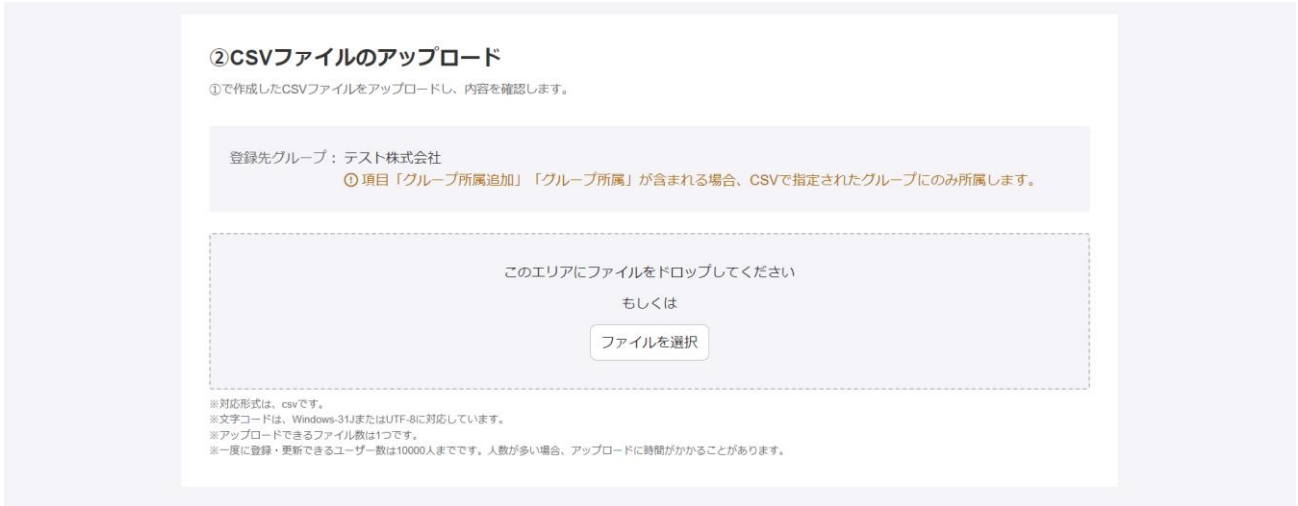 ②CSVファイルのアップロード
①で作成したCSVファイルをアップロードし、内容を確認します。
登録先グループ： テスト株式会社
項目「グループ所属追加」「グループ所属」が含まれる場合、CSVで指定されたグループにのみ所属します。
このエリアにファイルをドロップしてください
もしくは
ファイルを選択
※対応形式は、csvです。
※文字コードは、Windows-31JまたはUTF-8に対応しています。
※アップロードできるファイル数は1つです。
※一度に登録・更新できるユーザー数は10000人までです。人数が多い場合、アップロードに時間がかかることがあります。